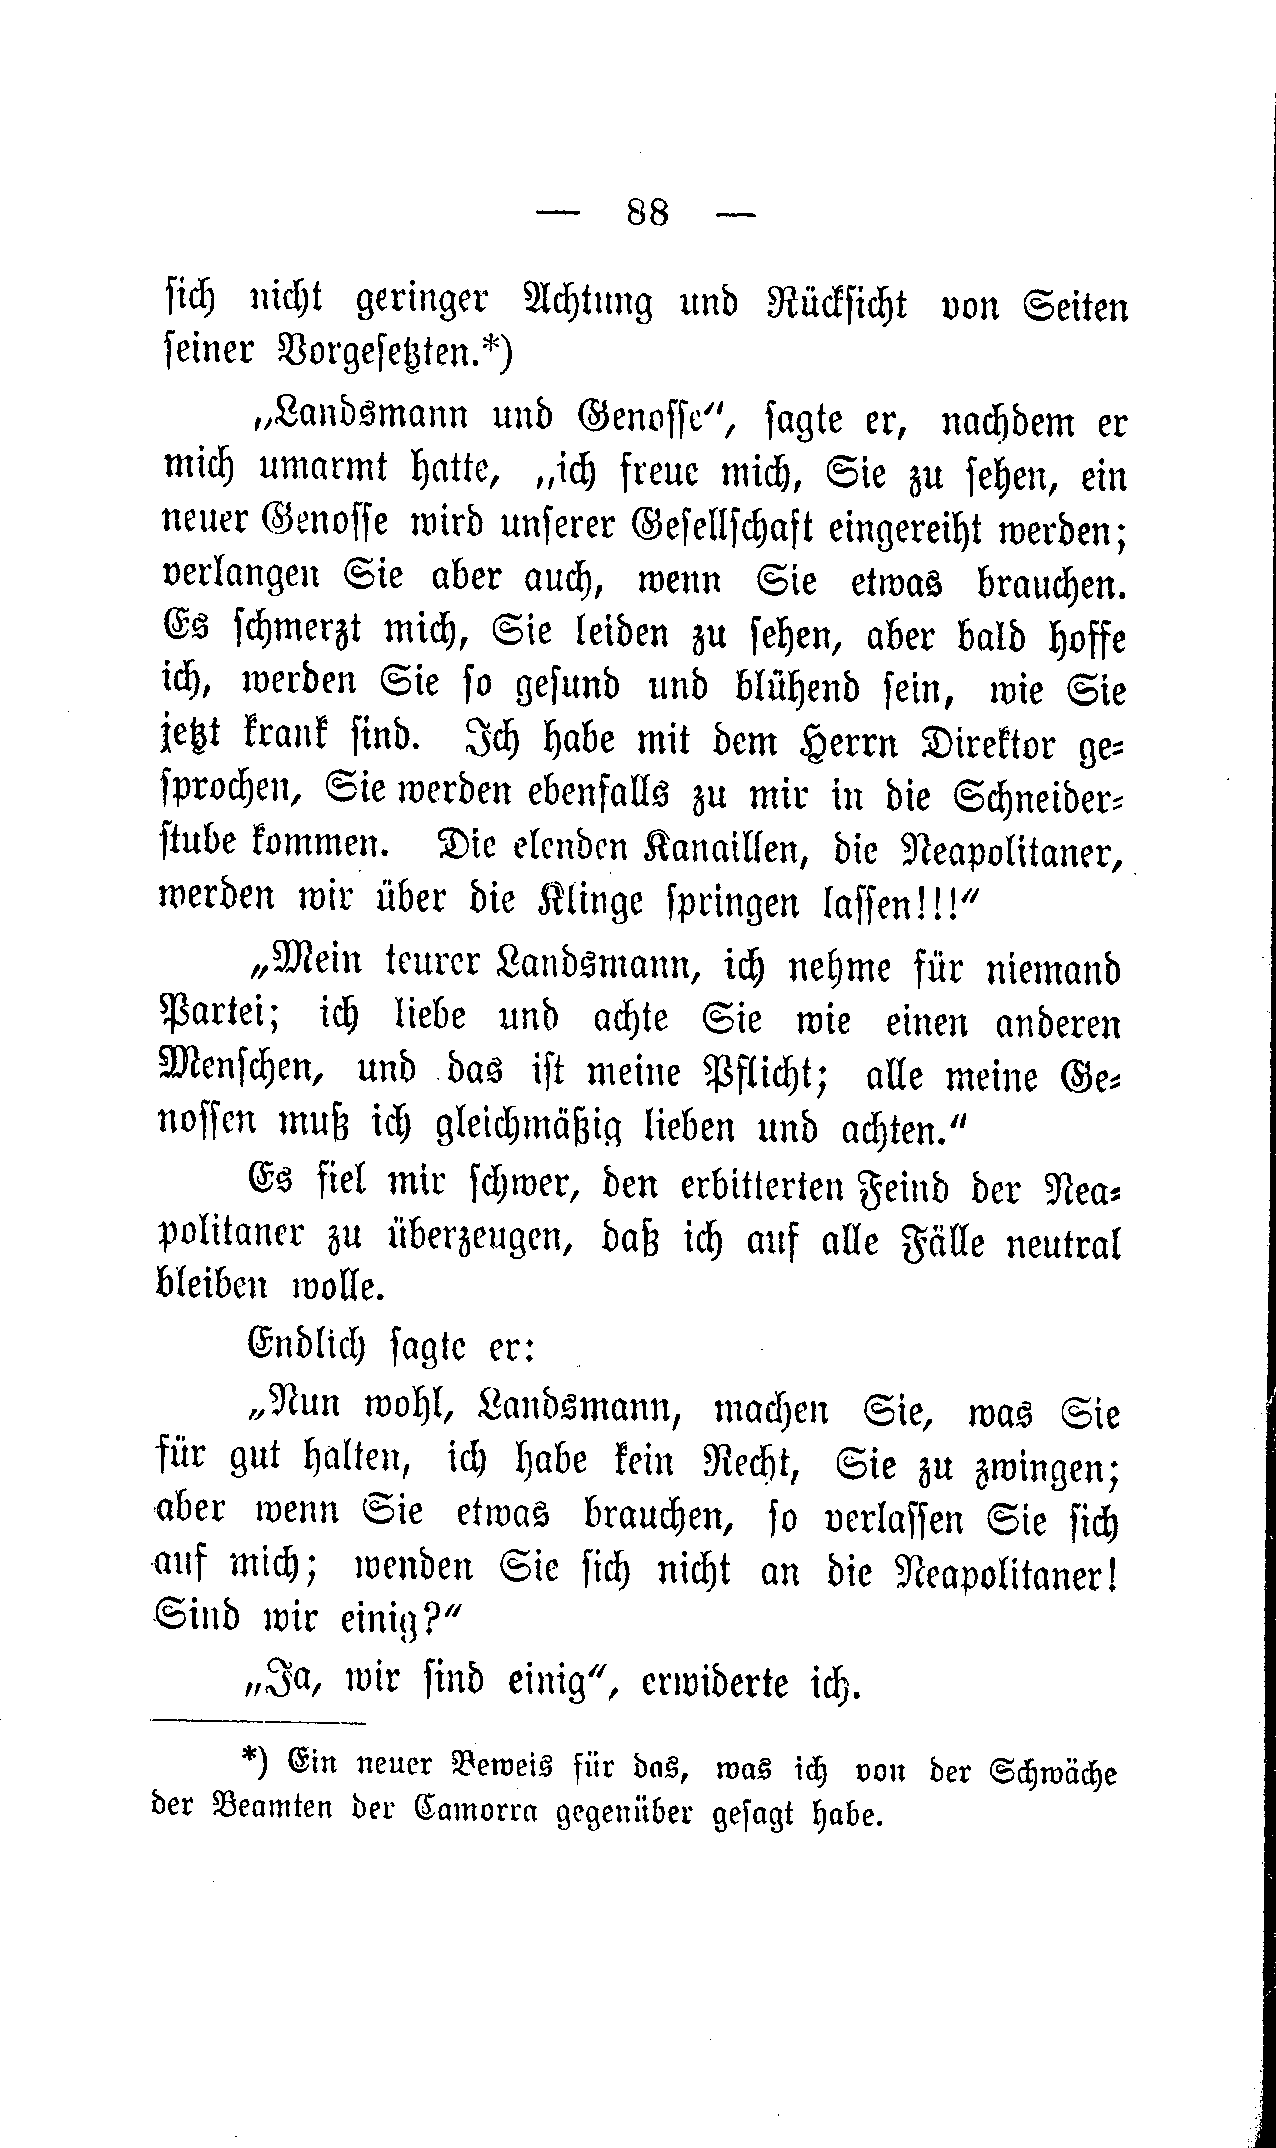 — 88 —
sich nicht geringer Achtung und Rücksicht von Seiten
seiner Vorgesetzten.*)
„Landsmann und Genosse“, sagte er, nachdem er
mich umarmt hatte, „ich freue mich, Sie zu sehen, ein
neuer Genosse wird unserer Gesellschaft eingereiht werden;
verlangen Sie aber auch, wenn Sie etwas brauchen.
Es schmerzt mich, Sie leiden zu sehen, aber bald hoffe
ich, werden Sie so gesund und blühend sein, wie Sie
jetzt krank sind. Ich habe mit dem Herrn Direktor ge-
sprochen, Sie werden ebenfalls zu mir in die Schneider-
stube kommen. Die elenden Kanaillen, die Neapolitaner,
werden wir über die Klinge springen lassen!!!“
„Mein teurer Landsmann, ich nehme für niemand
Partei; ich liebe und achte Sie wie einen anderen
Menschen, und das ist meine Pflicht; alle meine Ge-
nossen muß ich gleichmäßig lieben und achten.“
Es fiel mir schwer, den erbitterten Feind der Nea-
politaner zu überzeugen, daß ich auf alle Fälle neutral
bleiben wolle.
Endlich sagte er:
„Nun wohl, Landsmann, machen Sie, was Sie
für gut halten, ich habe kein Recht, Sie zu zwingen;
aber wenn Sie etwas brauchen, so verlassen Sie sich
auf mich; wenden Sie sich nicht an die Neapolitaner!
Sind wir einig?“
„Ja, wir sind einig“, erwiderte ich.
*) Ein neuer Beweis für das, was ich von der Schwäche
der Beamten der Camorra gegenüber gesagt habe.